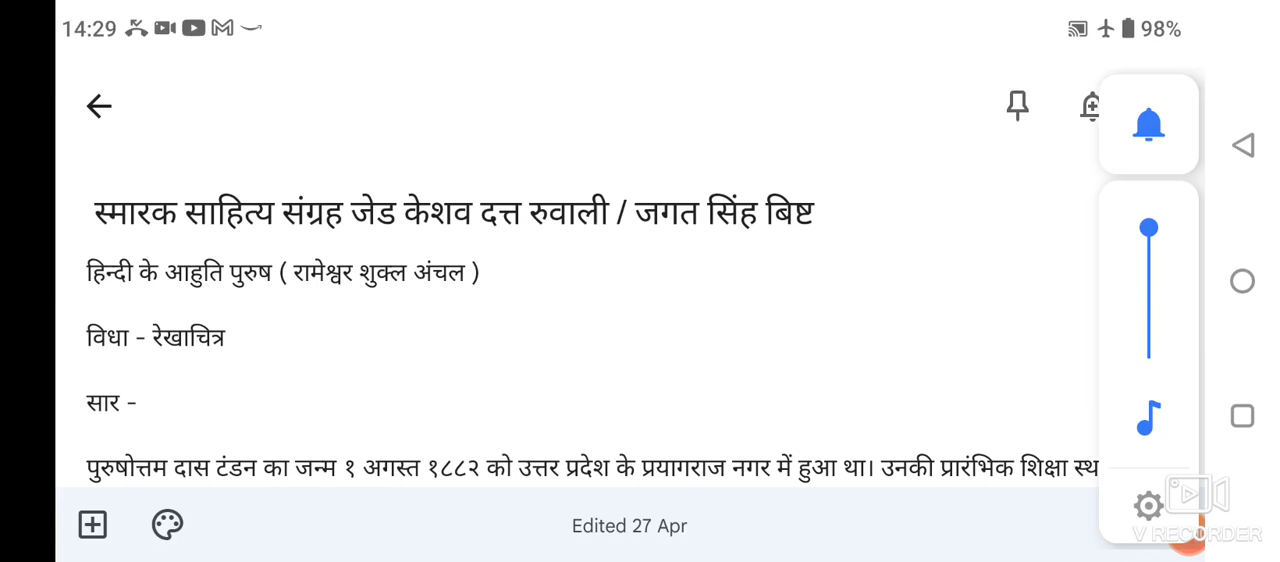 14:29
98%
स्मारक साहित्य संग्रह जेड केशव दत्त रुवाली / जगत सिंह बिष्ट
हिन्दी के आहुति पुरुष ( रामेश्वर शुक्ल अंचल )
विधा - रेखाचित्र
सार -
पुरुषोत्तम दास टंडन का जन्म १ अगस्त १८८२ को उत्तर प्रदेश के प्रयागराज नगर में हुआ था। उनकी प्रारंभिक शिक्षा स्थ
Edited 27 Apr
V RECORDER